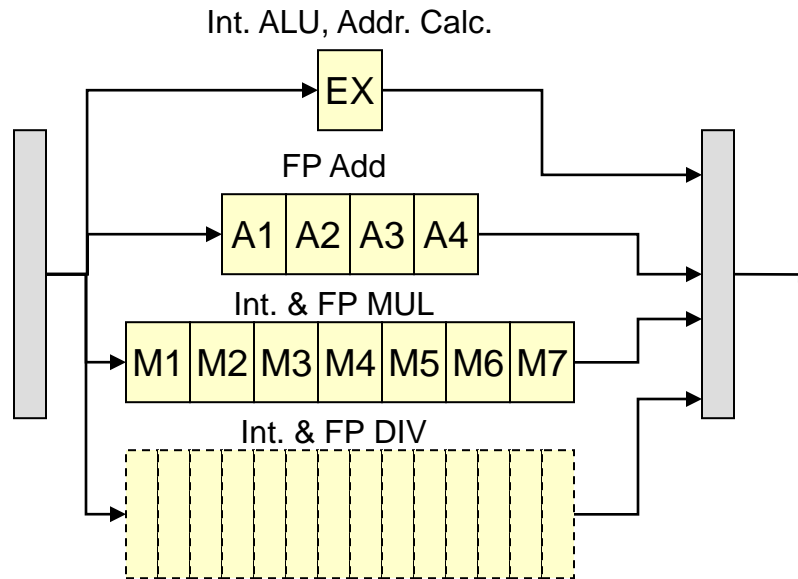 Int. ALU, Addr. Calc.
EX
FP Add
A1 A2 A3 A4
Int. & FP MUL
M1 M2 M3 M4 M5 M6 M7
Int. & FP DIV